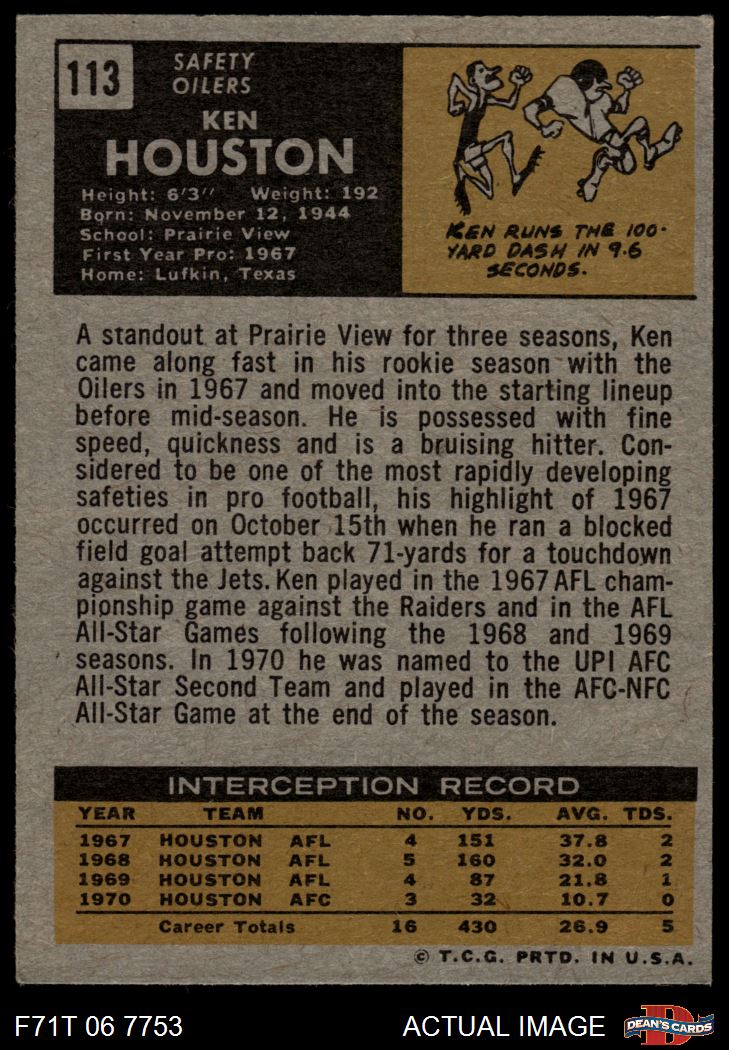 113
SAFETY
OILERS
KEN
HOUSTON
Height: 6'3" Weight: 192
Born: November 12, 1944
School: Prairie View
First Year Pro: 1967
Home: Lufkin, Texas
KEN RUNS THE 100-
YARD DASH IN 9.6
SECONDS.
A standout at Prairie View for three seasons, Ken
came along fast in his rookie season with the
Oilers in 1967 and moved into the starting lineup
before mid-season. He is possessed with fine
speed, quickness and is a bruising hitter. Con-
sidered to be one of the most rapidly developing
safeties in pro football, his highlight of 1967
occurred on October 15th when he ran a blocked
field goal attempt back 71-yards for a touchdown
against the Jets. Ken played in the 1967 AFL cham-
pionship game against the Raiders and in the AFL
All-Star Games following the 1968 and 1969
seasons. In 1970 he was named to the UPI AFC
All-Star Second Team and played in the AFC-NFC
All-Star Game at the end of the season.
INTERCEPTION RECORD
YEAR TEAM NO. YDS. AVG. TDS.
1967 HOUSTON AFL 4 151 37.8 2
1968 HOUSTON AFL 5 160 32.0 2
1969 HOUSTON AFL 4 87 21.8 1
1970 HOUSTON AFC 3 32 10.7 0
Career Totals 16 430 26.9 5
© T.C.G. PRTD. IN U.S.A.
F71T 06 7753 ACTUAL IMAGE
D
DEAN'S CARDS